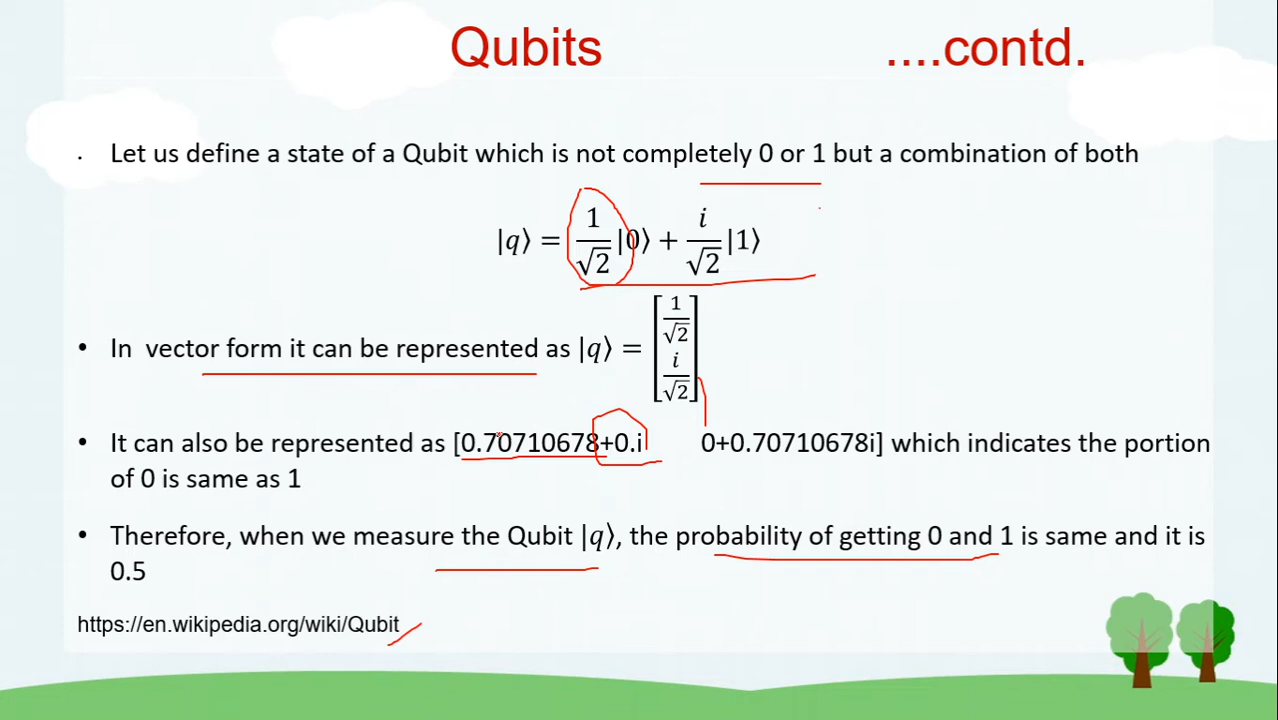 Qubits ....contd.
. Let us define a state of a Qubit which is not completely 0 or 1 but a combination of both
|q⟩ = 1/√2 |0⟩ + i/√2 |1⟩
• In vector form it can be represented as |q⟩ = [1/√2 i/√2]
• It can also be represented as [0.70710678+0.i 0+0.70710678i] which indicates the portion
of 0 is same as 1
• Therefore, when we measure the Qubit |q⟩, the probability of getting 0 and 1 is same and it is
0.5
https://en.wikipedia.org/wiki/Qubit